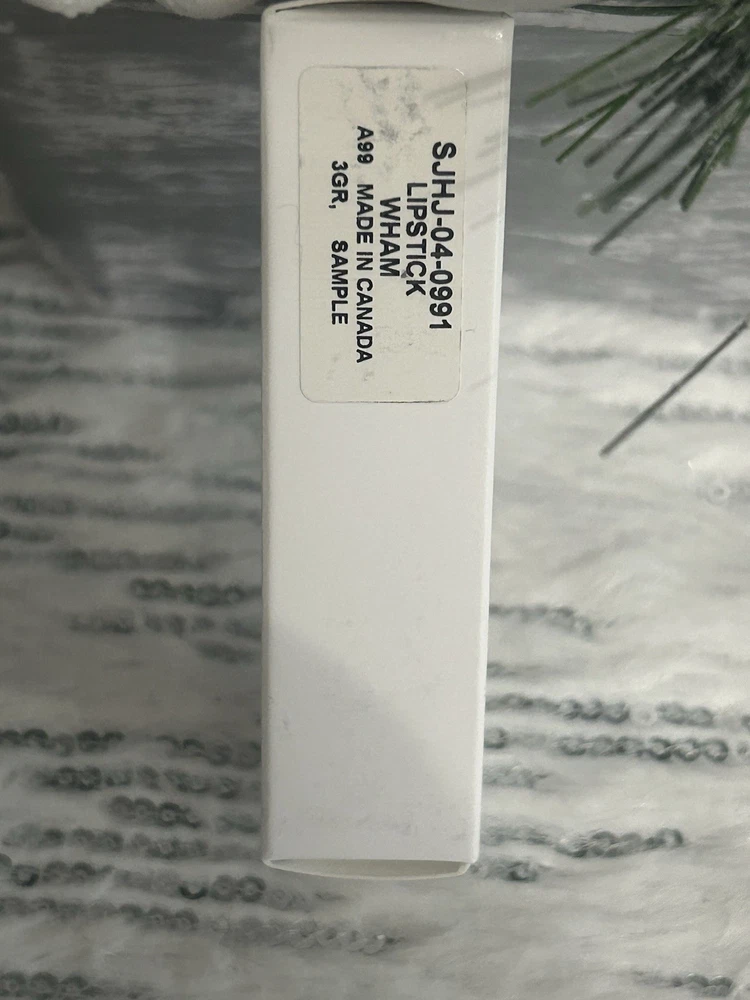 SJHJ-04-0991
LIPSTICK
WHAM
A99 MADE IN CANADA
3GR, SAMPLE